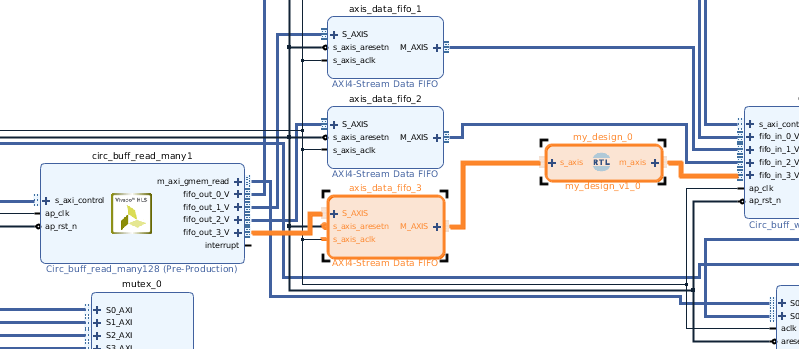 axis_data_fifo_1
S_AXIS
s_axis_aresetn
M_AXIS
s_axis_aclk
AXI4-Stream Data FIFO
axis_data_fifo_2
S_AXIS
s_axis_aresetn
M_AXIS
s_axis_aclk
AXI4-Stream Data FIFO
axis_data_fifo_3
S_AXIS
s_axis_aresetn
M_AXIS
s_axis_aclk
AXI4-Stream Data FIFO
my_design_0
s_axis
RTL
m_axis
my_design_v1_0
circ_buff_read_many1
s_axi_control
ap_clk
ap_rst_n
Vivado® HLS
m_axi_gmem_read
fifo_out_0_V
fifo_out_1_V
fifo_out_2_V
fifo_out_3_V
interrupt
Circ_buff_read_many128 (Pre-Production)
mutex_0
S0_AXI
S1_AXI
S2_AXI
S3_AXI
s_axi_cont
fifo_in_0_V
fifo_in_1_V
fifo_in_2_V
fifo_in_3_V
ap_clk
ap_rst_n
Circ_buff_w
S0
S0
aclk
arese